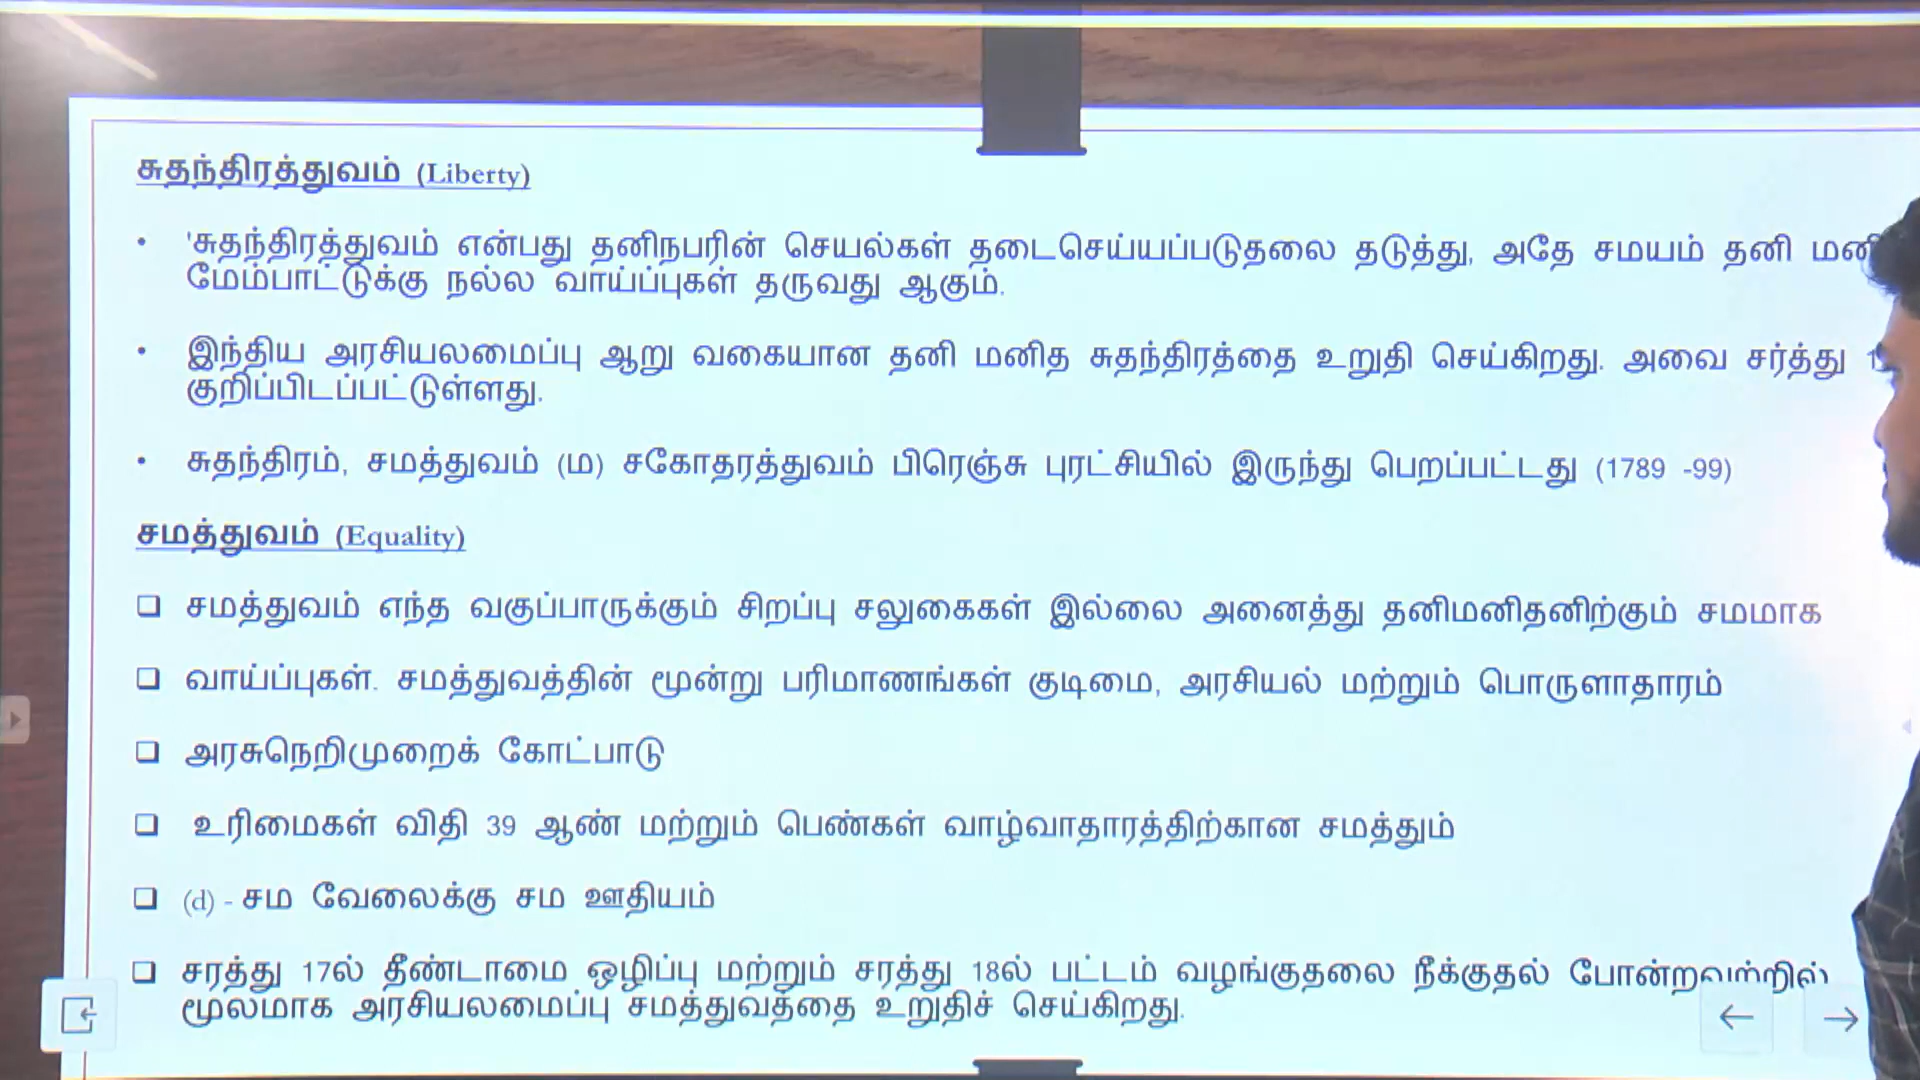 சுதந்திரத்துவம் (Liberty)
• 'சுதந்திரத்துவம் என்பது தனிநபரின் செயல்கள் தடைசெய்யப்படுதலை தடுத்து, அதே சமயம் தனி
மேம்பாட்டுக்கு நல்ல வாய்ப்புகள் தருவது ஆகும்.
• இந்திய அரசியலமைப்பு ஆறு வகையான தனி மனித சுதந்திரத்தை உறுதி செய்கிறது. அவை சர்த்து
குறிப்பிடப்பட்டுள்ளது.
• சுதந்திரம், சமத்துவம் (ம) சகோதரத்துவம் பிரெஞ்சு புரட்சியில் இருந்து பெறப்பட்டது (1789 -99)
சமத்துவம் (Equality)
❑ சமத்துவம் எந்த வகுப்பாருக்கும் சிறப்பு சலுகைகள் இல்லை அனைத்து தனிமனிதனிற்கும் சமமாக
❑ வாய்ப்புகள். சமத்துவத்தின் மூன்று பரிமாணங்கள் குடிமை, அரசியல் மற்றும் பொருளாதாரம்
❑ அரசுநெறிமுறைக் கோட்பாடு
❑ உரிமைகள் விதி 39 ஆண் மற்றும் பெண்கள் வாழ்வாதாரத்திற்கான சமத்தும்
❑ (d) - சம வேலைக்கு சம ஊதியம்
❑ சரத்து 17ல் தீண்டாமை ஒழிப்பு மற்றும் சரத்து 18ல் பட்டம் வழங்குதலை நீக்குதல் போன்றவற்றில்
மூலமாக அரசியலமைப்பு சமத்துவத்தை உறுதிச் செய்கிறது.